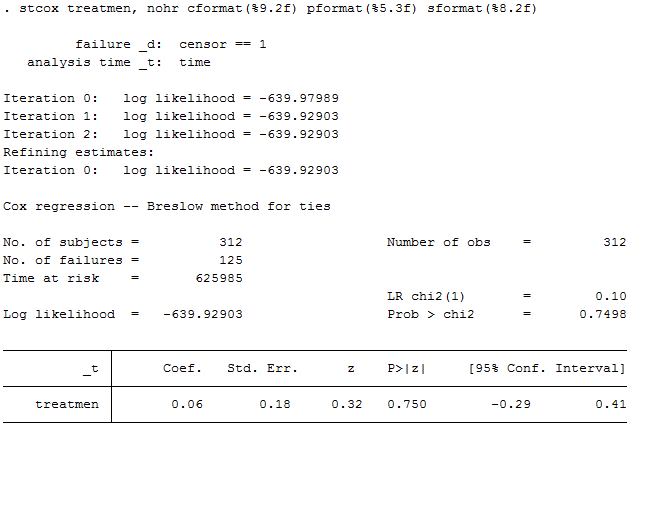 . stcox treatmen, nohr cformat(%9.2f) pformat(%5.3f) sformat(%8.2f)
failure _d: censor == 1
analysis time _t: time
Iteration 0: log likelihood = -639.97989
Iteration 1: log likelihood = -639.92903
Iteration 2: log likelihood = -639.92903
Refining estimates:
Iteration 0: log likelihood = -639.92903
Cox regression -- Breslow method for ties
No. of subjects = 312 Number of obs = 312
No. of failures = 125
Time at risk = 625985
LR chi2(1) = 0.10
Log likelihood = -639.92903 Prob > chi2 = 0.7498
_t Coef. Std. Err. z P>|z| [95% Conf. Interval]
treatmen 0.06 0.18 0.32 0.750 -0.29 0.41